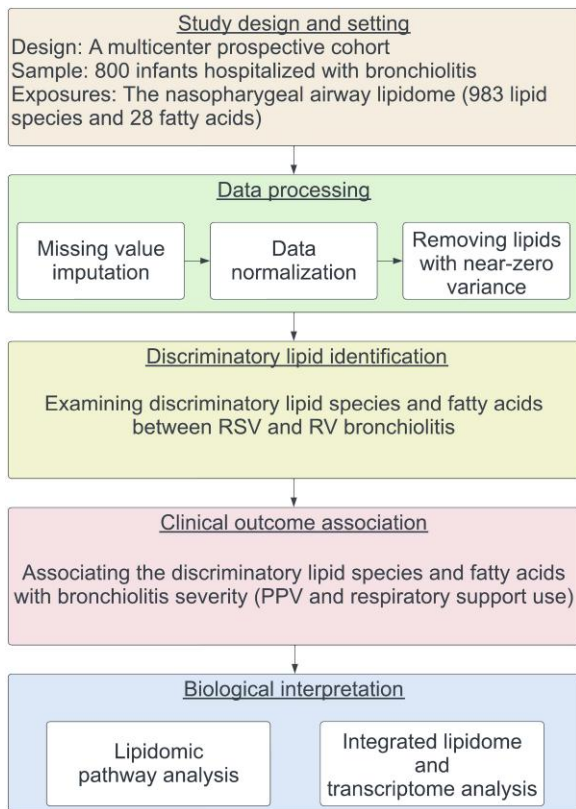 Study design and setting
Design: A multicenter prospective cohort
Sample: 800 infants hospitalized with bronchiolitis
Exposures: The nasopharygeal airway lipidome (983 lipid
species and 28 fatty acids)
Data processing
Missing value
imputation
Data
normalization
Removing lipids
with near-zero
variance
Discriminatory lipid identification
Examining discriminatory lipid species and fatty acids
between RSV and RV bronchiolitis
Clinical outcome association
Associating the discriminatory lipid species and fatty acids
with bronchiolitis severity (PPV and respiratory support use)
Biological interpretation
Lipidomic
pathway analysis
Integrated lipidome
and
transcriptome analysis